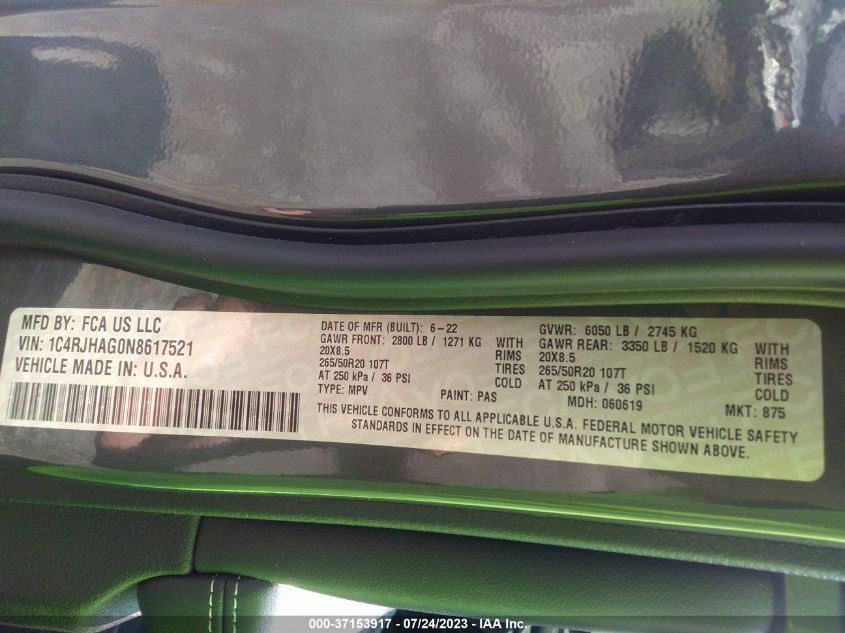 MFD BY: FCA US LLC
VIN: 1C4RJHAG0N8617521
VEHICLE MADE IN: U.S.A.
DATE OF MFR (BUILT): 6-22 GVWR: 6050 LB / 2745 KG
GAWR FRONT: 2800 LB / 1271 KG WITH GAWR REAR: 3350 LB / 1520 KG WITH
20X8.5 RIMS 20X8.5 RIMS
265/50R20 107T TIRES 265/50R20 107T TIRES
AT 250 kPa / 36 PSI COLD AT 250 kPa / 36 PSI COLD
TYPE: MPV PAINT: PAS MDH: 060619 MKT: 875
THIS VEHICLE CONFORMS TO ALL APPLICABLE U.S.A. FEDERAL MOTOR VEHICLE SAFETY
STANDARDS IN EFFECT ON THE DATE OF MANUFACTURE SHOWN ABOVE.
000-37153917 - 07/24/2023 - IAA Inc.